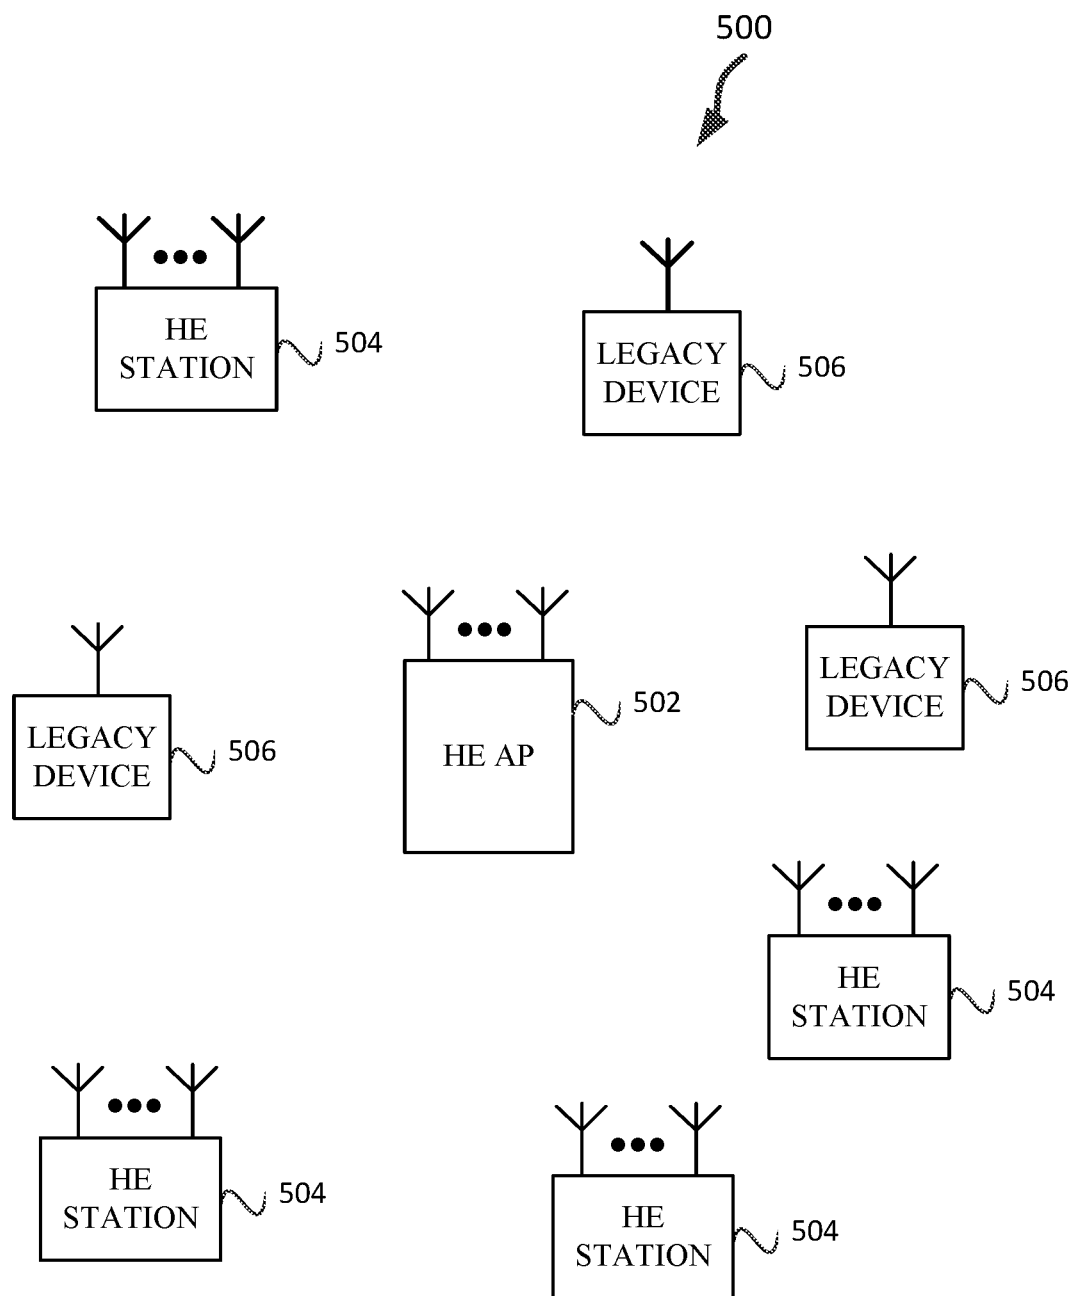 500
HE
STATION
504
LEGACY
DEVICE
506
LEGACY
DEVICE
506
HE AP
502
LEGACY
DEVICE
506
HE
STATION
504
HE
STATION
504
HE
STATION
504